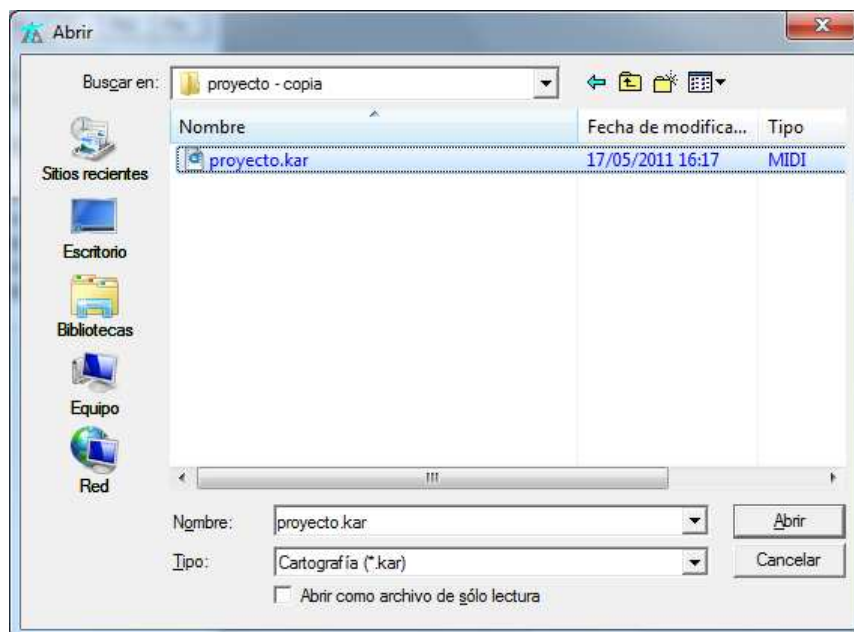 Abrir
Buscar en: proyecto - copia
Nombre Fecha de modifica... Tipo
proyecto.kar 17/05/2011 16:17 MIDI
Sitios recientes
Escritorio
Bibliotecas
Equipo
Red
Nombre: proyecto.kar Abrir
Tipo: Cartografía (*.kar) Cancelar
Abrir como archivo de sólo lectura